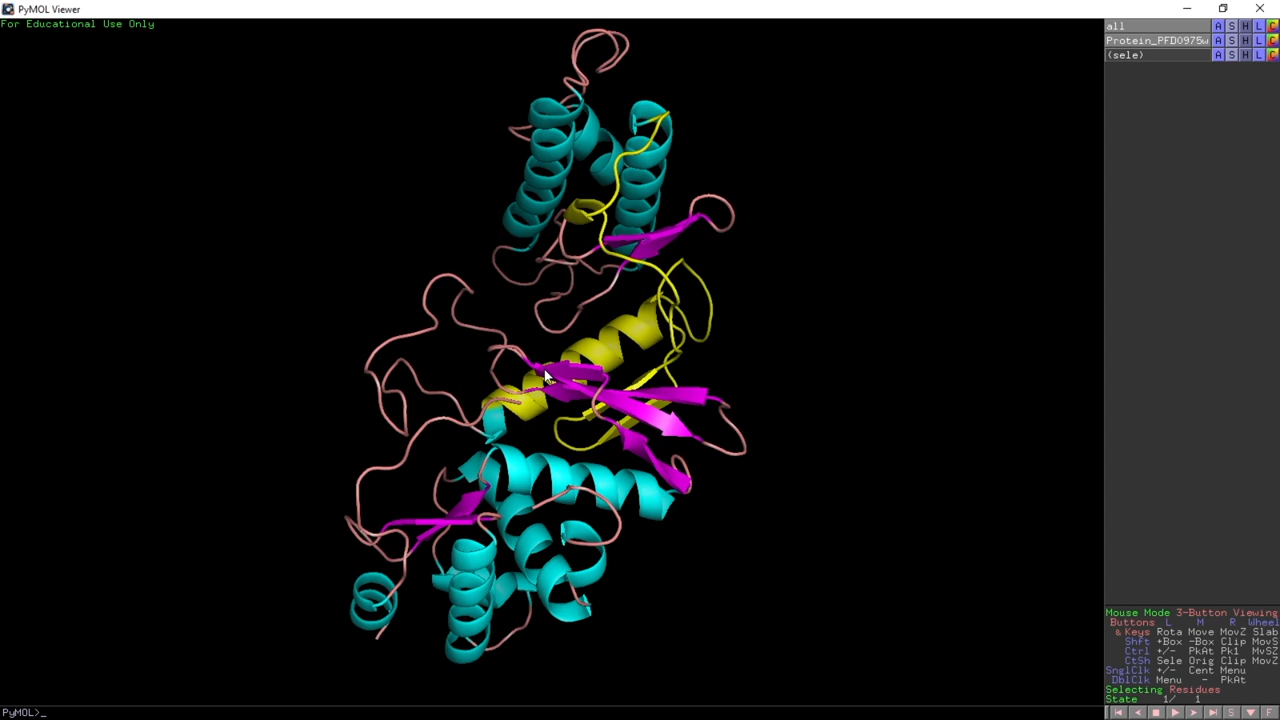 PyMOL Viewer
For Educational Use Only
all A S H L C
Protein_PFD0975w A S H L C
(sele) A S H L C
Mouse Mode 3-Button Viewing
Buttons L M R Wheel
& Keys Rota Move MovZ Slab
Shft +Box -Box Clip MovS
Ctrl +/- PkAt Pk1 MvSZ
CtSh Sele Orig Clip MovZ
SnglClk +/- Cent Menu
DblClk Menu - PkAt
Selecting Residues
State 1/ 1
PyMOL>_
S F